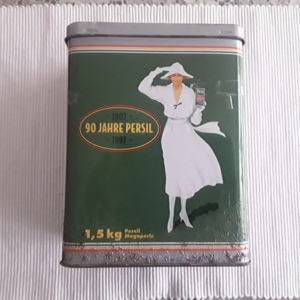 1907
90 JAHRE PERSIL
1997
1,5 kg Persil
Megaperls